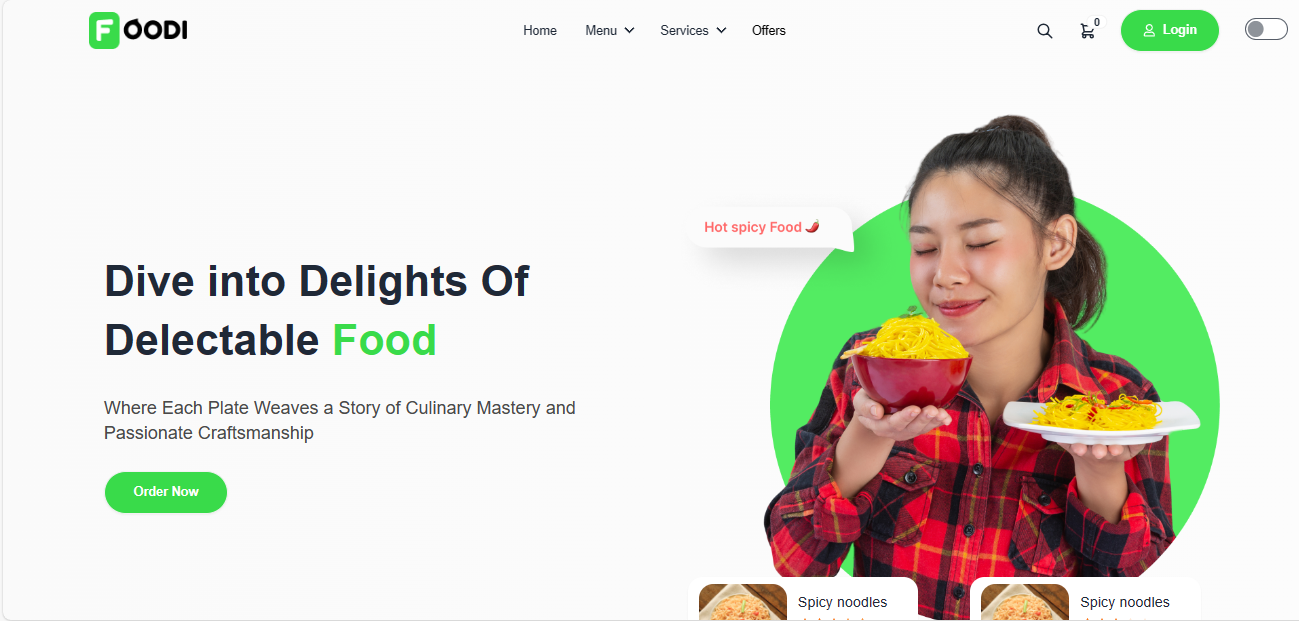 FOODI
Home
Menu
Services
Offers
0
Login
Hot spicy Food 🌶️
Dive into Delights Of
Delectable Food
Where Each Plate Weaves a Story of Culinary Mastery and
Passionate Craftsmanship
Order Now
Spicy noodles
Spicy noodles